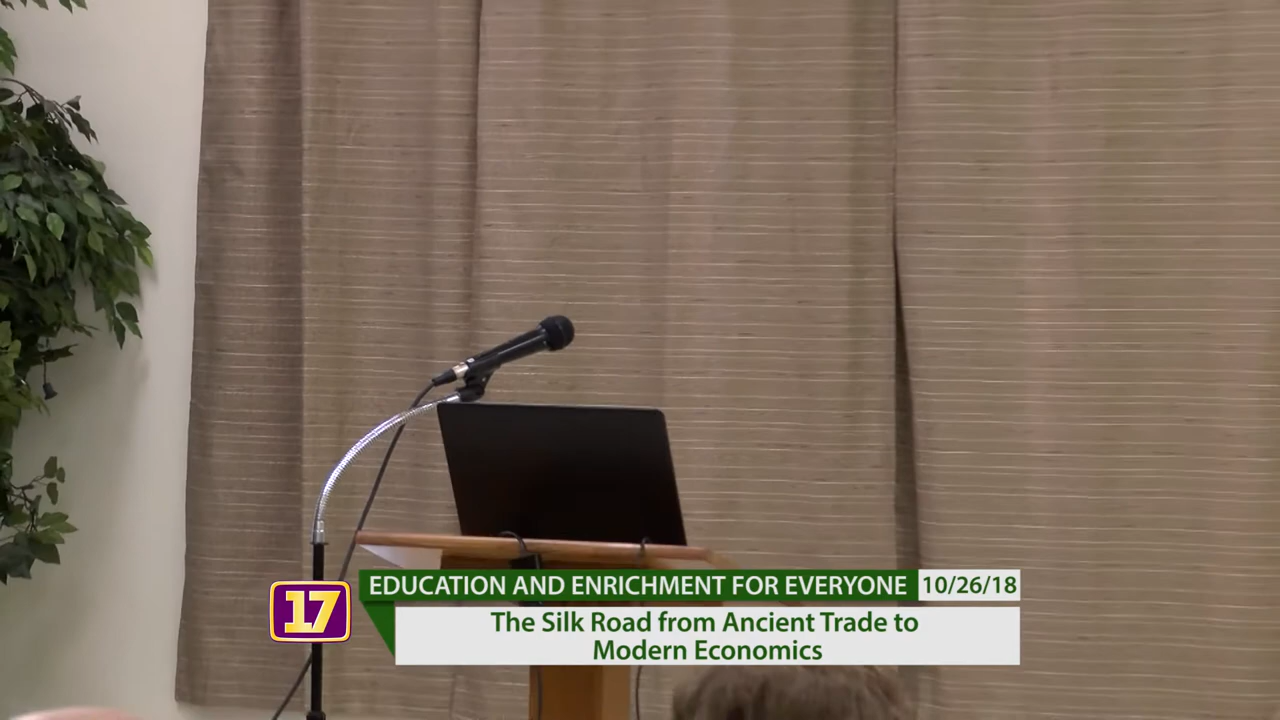 17
EDUCATION AND ENRICHMENT FOR EVERYONE 10/26/18
The Silk Road from Ancient Trade to
Modern Economics